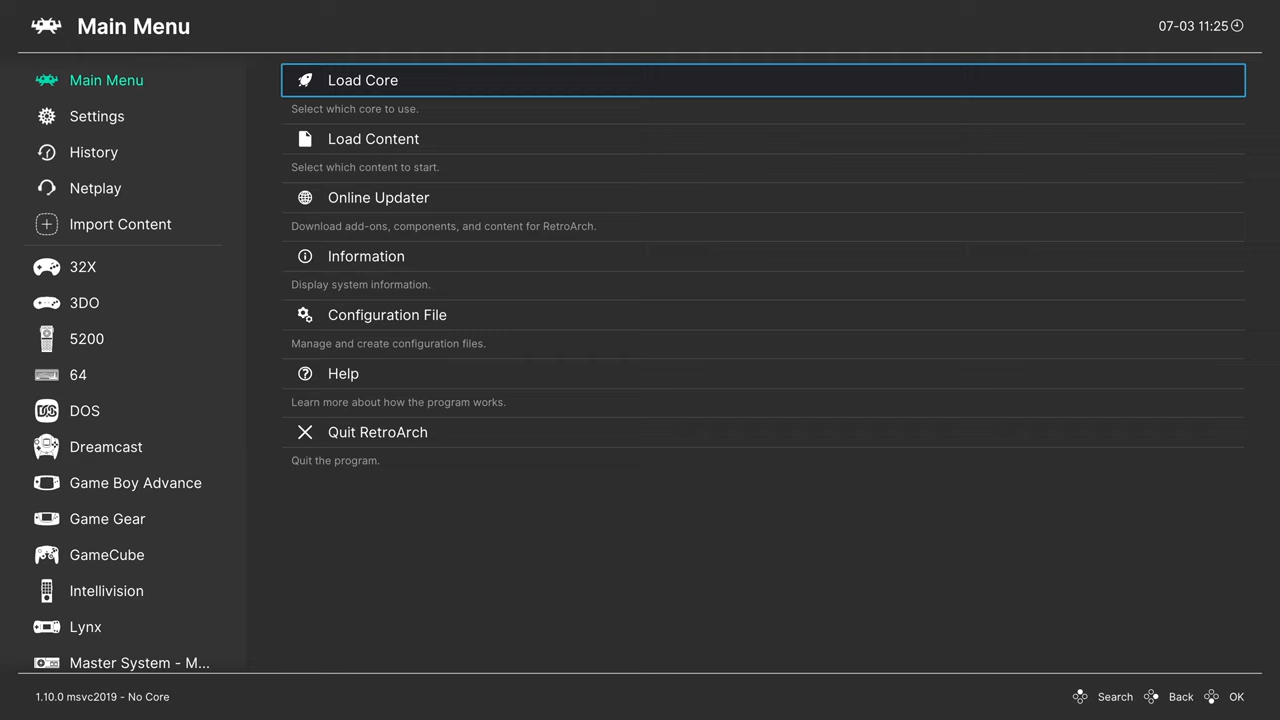 Main Menu
07-03 11:25
Main Menu
Settings
History
Netplay
Import Content
32X
3DO
5200
64
DOS
Dreamcast
Game Boy Advance
Game Gear
GameCube
Intellivision
Lynx
Master System - M...
Load Core
Select which core to use.
Load Content
Select which content to start.
Online Updater
Download add-ons, components, and content for RetroArch.
Information
Display system information.
Configuration File
Manage and create configuration files.
Help
Learn more about how the program works.
Quit RetroArch
Quit the program.
1.10.0 msvc2019 - No Core
Search Back OK